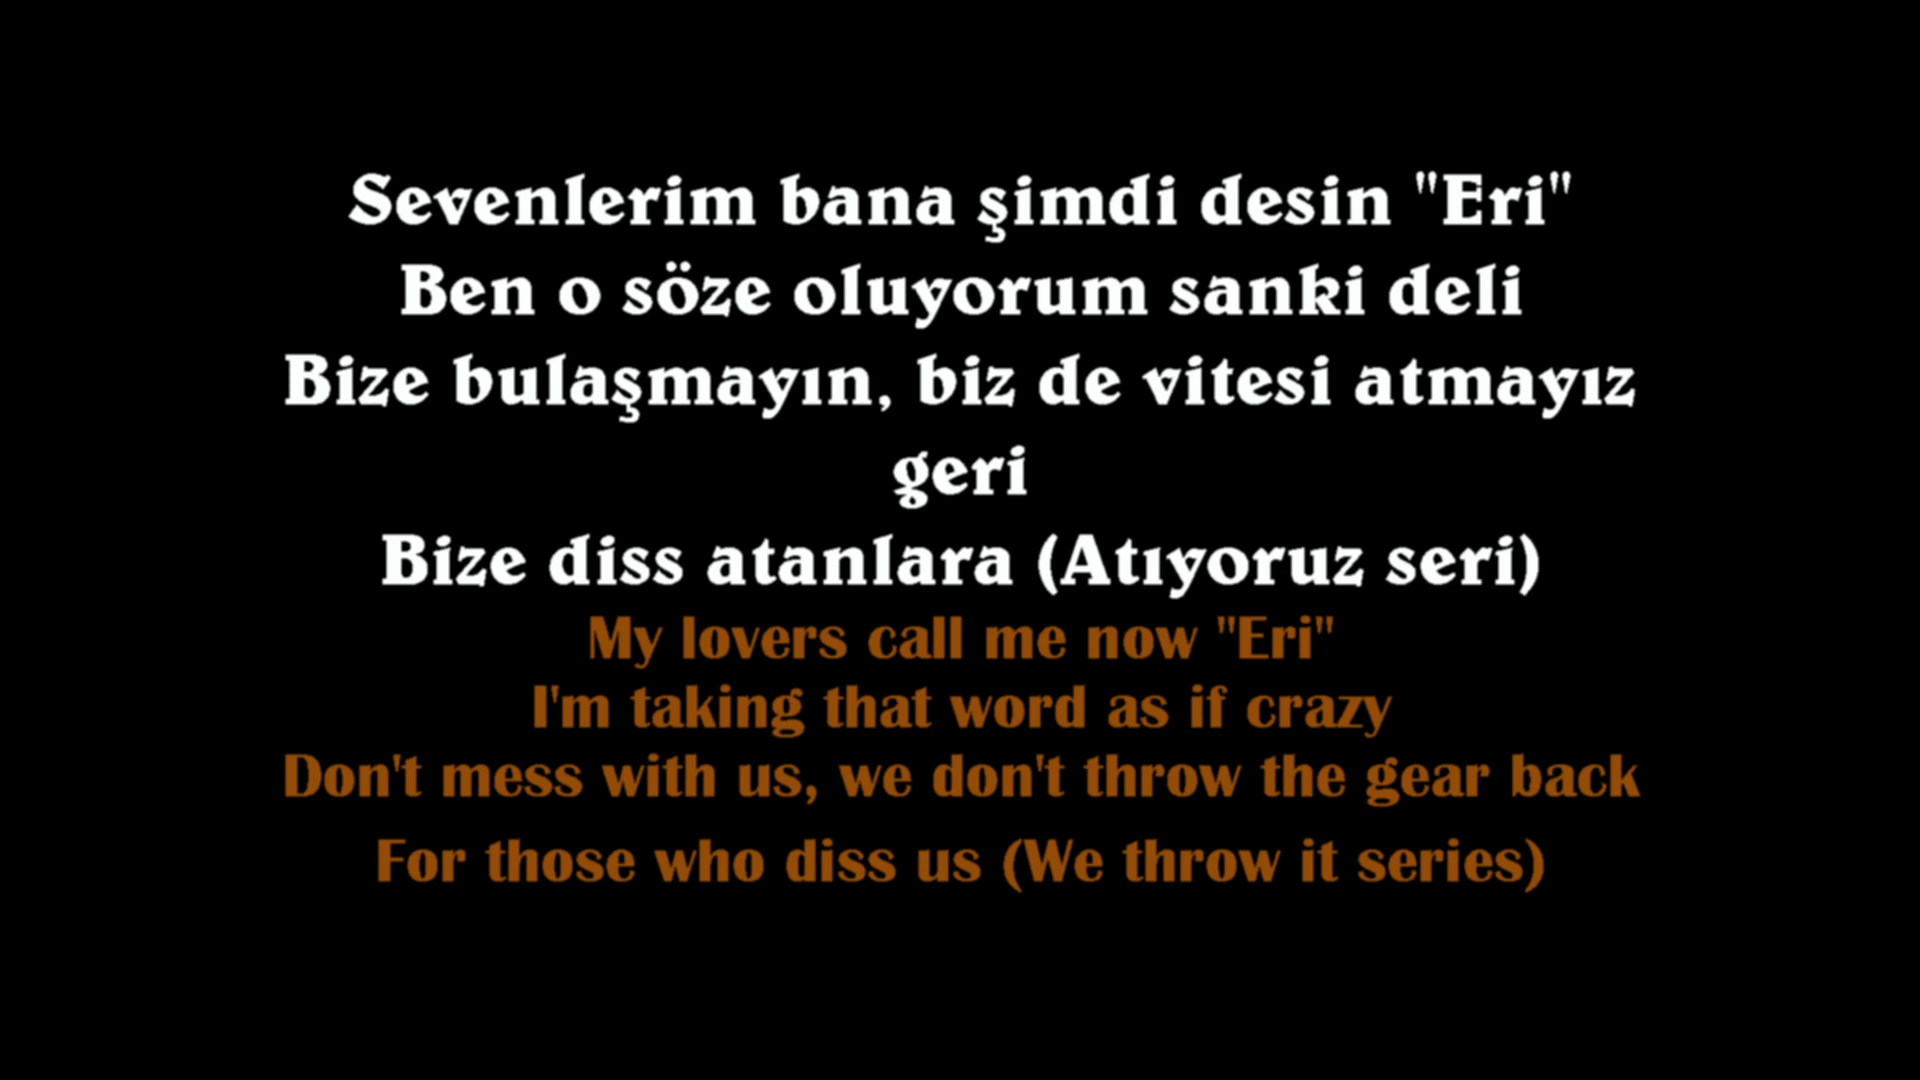 Sevenlerim bana şimdi desin "Eri"
Ben o söze oluyorum sanki deli
Bize bulaşmayın, biz de vitesi atmayız
geri
Bize diss atanlara (Atıyoruz seri)
My lovers call me now "Eri"
I'm taking that word as if crazy
Don't mess with us, we don't throw the gear back
For those who diss us (We throw it series)